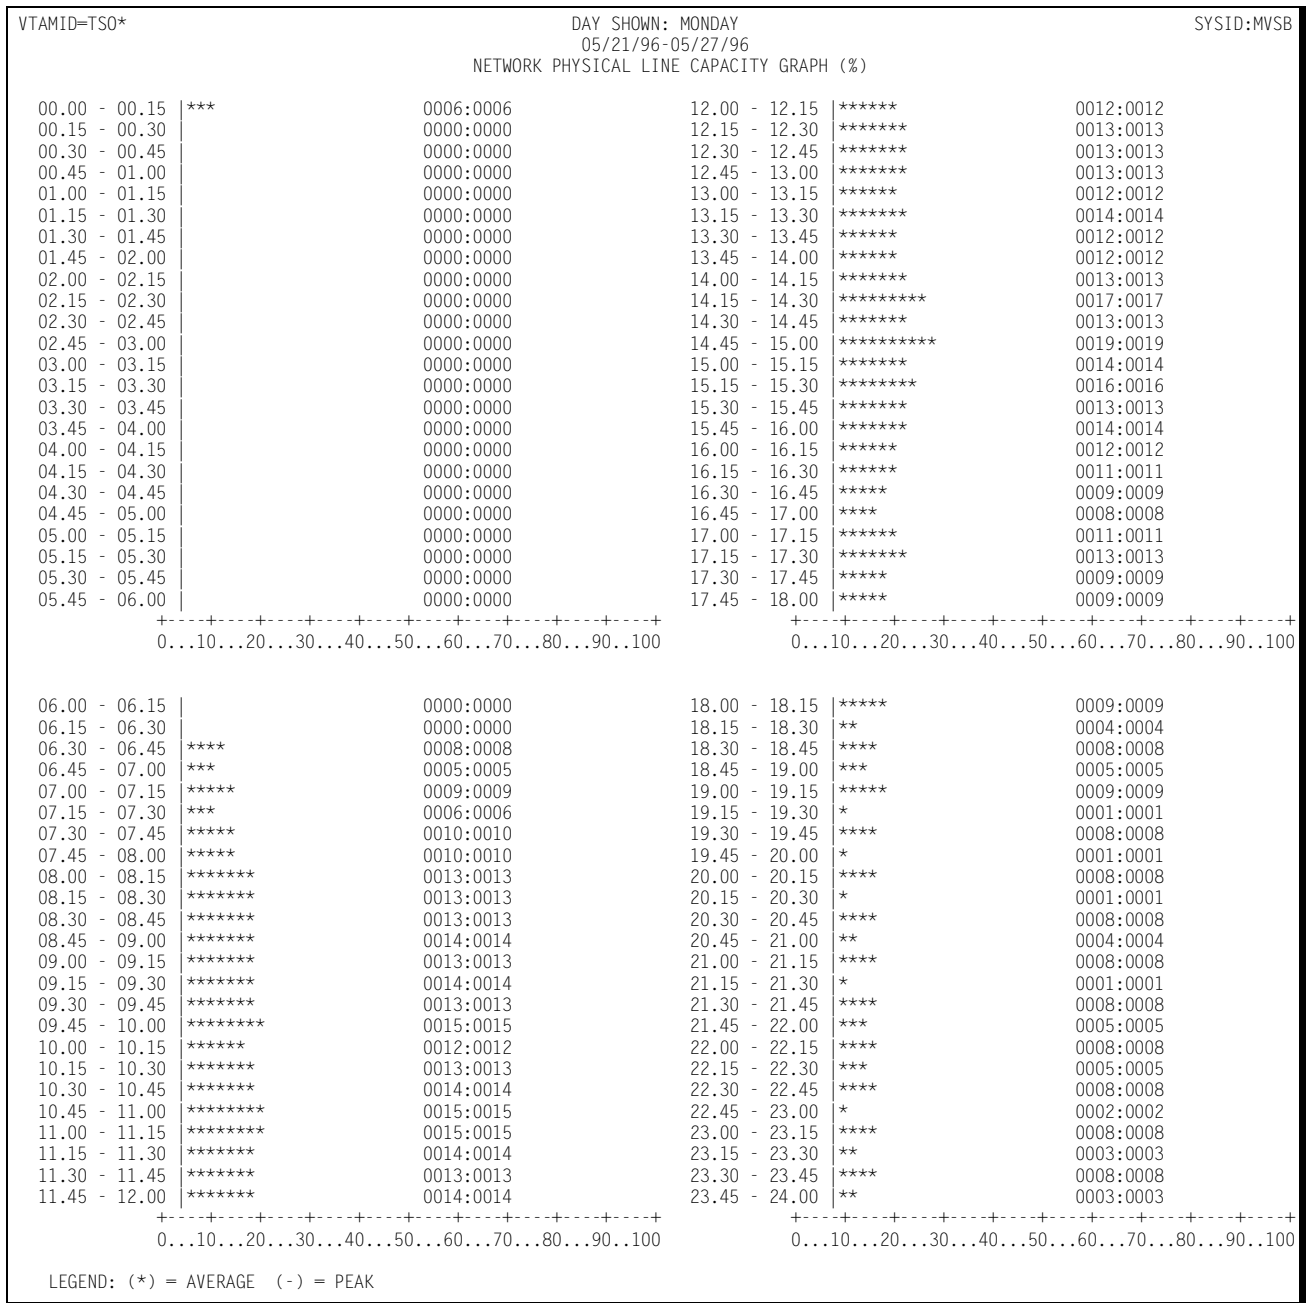 VTAMID=TSO* DAY SHOWN: MONDAY SYSID:MVSB
05/21/96-05/27/96
NETWORK PHYSICAL LINE CAPACITY GRAPH (%)
00.00 - 00.15 |*** 0006:0006 12.00 - 12.15 |****** 0012:0012
00.15 - 00.30 | 0000:0000 12.15 - 12.30 |******* 0013:0013
00.30 - 00.45 | 0000:0000 12.30 - 12.45 |******* 0013:0013
00.45 - 01.00 | 0000:0000 12.45 - 13.00 |******* 0013:0013
01.00 - 01.15 | 0000:0000 13.00 - 13.15 |****** 0012:0012
01.15 - 01.30 | 0000:0000 13.15 - 13.30 |******* 0014:0014
01.30 - 01.45 | 0000:0000 13.30 - 13.45 |****** 0012:0012
01.45 - 02.00 | 0000:0000 13.45 - 14.00 |****** 0012:0012
02.00 - 02.15 | 0000:0000 14.00 - 14.15 |******* 0013:0013
02.15 - 02.30 | 0000:0000 14.15 - 14.30 |********* 0017:0017
02.30 - 02.45 | 0000:0000 14.30 - 14.45 |******* 0013:0013
02.45 - 03.00 | 0000:0000 14.45 - 15.00 |********** 0019:0019
03.00 - 03.15 | 0000:0000 15.00 - 15.15 |******* 0014:0014
03.15 - 03.30 | 0000:0000 15.15 - 15.30 |******** 0016:0016
03.30 - 03.45 | 0000:0000 15.30 - 15.45 |******* 0013:0013
03.45 - 04.00 | 0000:0000 15.45 - 16.00 |******* 0014:0014
04.00 - 04.15 | 0000:0000 16.00 - 16.15 |****** 0012:0012
04.15 - 04.30 | 0000:0000 16.15 - 16.30 |****** 0011:0011
04.30 - 04.45 | 0000:0000 16.30 - 16.45 |***** 0009:0009
04.45 - 05.00 | 0000:0000 16.45 - 17.00 |**** 0008:0008
05.00 - 05.15 | 0000:0000 17.00 - 17.15 |****** 0011:0011
05.15 - 05.30 | 0000:0000 17.15 - 17.30 |******* 0013:0013
05.30 - 05.45 | 0000:0000 17.30 - 17.45 |***** 0009:0009
05.45 - 06.00 | 0000:0000 17.45 - 18.00 |***** 0009:0009
+----+----+----+----+----+----+----+----+----+----+ +----+----+----+----+----+----+----+----+----+----+
0...10...20...30...40...50...60...70...80...90..100 0...10...20...30...40...50...60...70...80...90..100
06.00 - 06.15 | 0000:0000 18.00 - 18.15 |***** 0009:0009
06.15 - 06.30 | 0000:0000 18.15 - 18.30 |** 0004:0004
06.30 - 06.45 |**** 0008:0008 18.30 - 18.45 |**** 0008:0008
06.45 - 07.00 |*** 0005:0005 18.45 - 19.00 |*** 0005:0005
07.00 - 07.15 |***** 0009:0009 19.00 - 19.15 |***** 0009:0009
07.15 - 07.30 |*** 0006:0006 19.15 - 19.30 |* 0001:0001
07.30 - 07.45 |***** 0010:0010 19.30 - 19.45 |**** 0008:0008
07.45 - 08.00 |***** 0010:0010 19.45 - 20.00 |* 0001:0001
08.00 - 08.15 |******* 0013:0013 20.00 - 20.15 |**** 0008:0008
08.15 - 08.30 |******* 0013:0013 20.15 - 20.30 |* 0001:0001
08.30 - 08.45 |******* 0013:0013 20.30 - 20.45 |**** 0008:0008
08.45 - 09.00 |******* 0014:0014 20.45 - 21.00 |** 0004:0004
09.00 - 09.15 |******* 0013:0013 21.00 - 21.15 |**** 0008:0008
09.15 - 09.30 |******* 0014:0014 21.15 - 21.30 |* 0001:0001
09.30 - 09.45 |******* 0013:0013 21.30 - 21.45 |**** 0008:0008
09.45 - 10.00 |******** 0015:0015 21.45 - 22.00 |*** 0005:0005
10.00 - 10.15 |****** 0012:0012 22.00 - 22.15 |**** 0008:0008
10.15 - 10.30 |******* 0013:0013 22.15 - 22.30 |*** 0005:0005
10.30 - 10.45 |******* 0014:0014 22.30 - 22.45 |**** 0008:0008
10.45 - 11.00 |******** 0015:0015 22.45 - 23.00 |* 0002:0002
11.00 - 11.15 |******** 0015:0015 23.00 - 23.15 |**** 0008:0008
11.15 - 11.30 |******* 0014:0014 23.15 - 23.30 |** 0003:0003
11.30 - 11.45 |******* 0013:0013 23.30 - 23.45 |**** 0008:0008
11.45 - 12.00 |******* 0014:0014 23.45 - 24.00 |** 0003:0003
+----+----+----+----+----+----+----+----+----+----+ +----+----+----+----+----+----+----+----+----+----+
0...10...20...30...40...50...60...70...80...90..100 0...10...20...30...40...50...60...70...80...90..100
LEGEND: (*) = AVERAGE (-) = PEAK